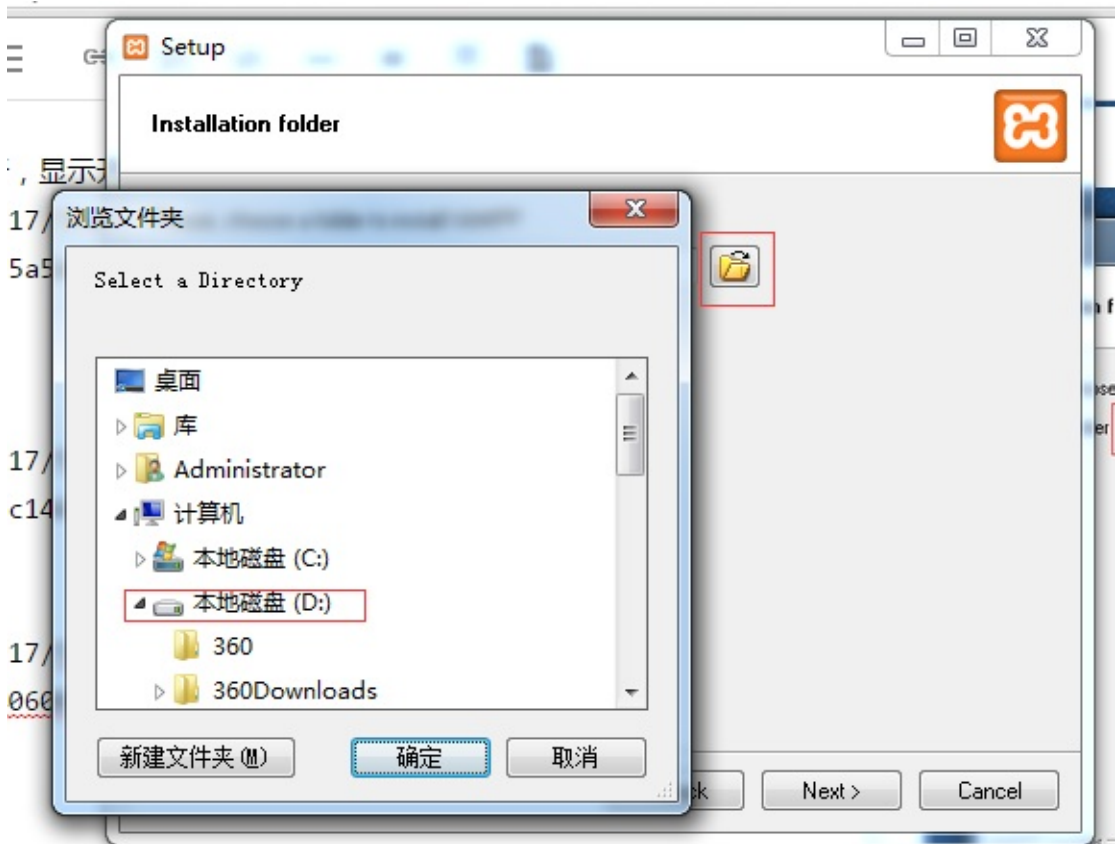 Setup
Installation folder
，显示
17/
浏览文件夹
5a5
Select a Directory
桌面
库
17/
Administrator
c14
计算机
本地磁盘 (C:)
本地磁盘 (D:)
17/
360
060
360Downloads
新建文件夹(M)
确定
取消
Next >
Cancel